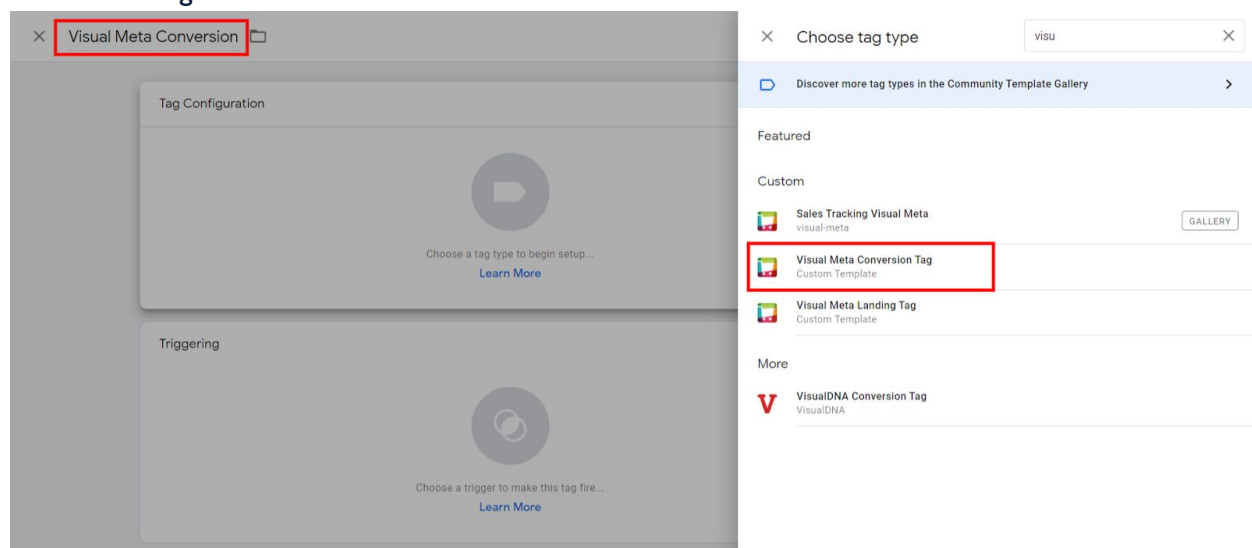 Visual Meta Conversion
Tag Configuration
Choose a tag type to begin setup...
Learn More
Triggering
Choose a trigger to make this tag fire...
Learn More
Choose tag type
visu
Discover more tag types in the Community Template Gallery
Featured
Custom
Sales Tracking Visual Meta
visual-meta
GALLERY
Visual Meta Conversion Tag
Custom Template
Visual Meta Landing Tag
Custom Template
More
V
VisualDNA Conversion Tag
VisualDNA